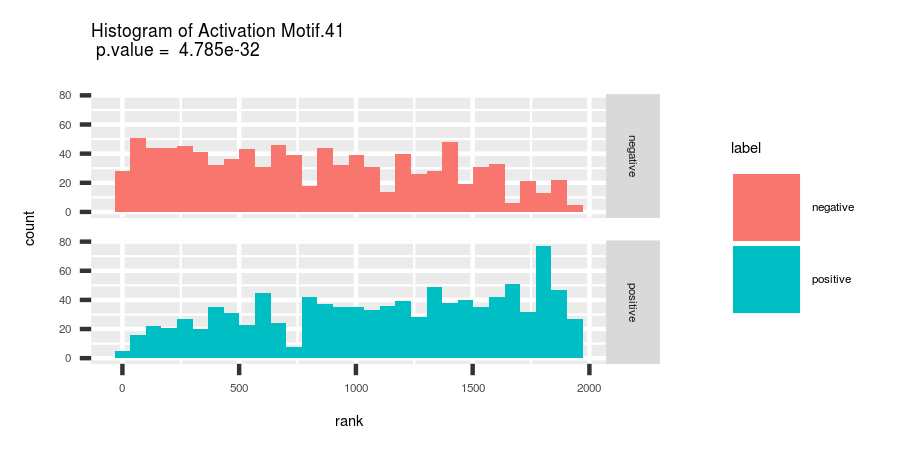 Histogram of Activation Motif.41
p.value = 4.785e-32
count
80
60
40
20
0
negative
80
60
40
20
0
positive
0
500
1000
1500
2000
rank
label
negative
positive